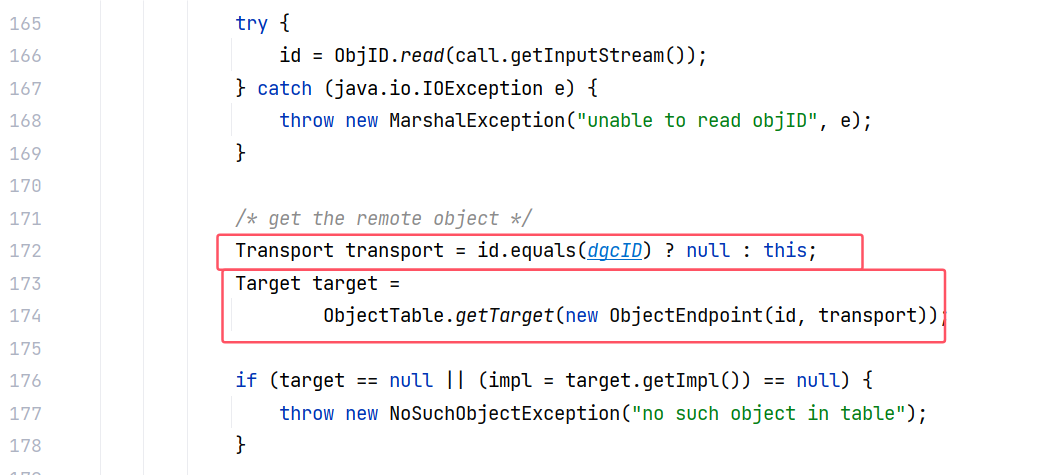 165 try {
166 id = ObjID.read(call.getInputStream());
167 } catch (java.io.IOException e) {
168 throw new MarshalException("unable to read objID", e);
169 }
170
171 /* get the remote object */
172 Transport transport = id.equals(dgcID) ? null : this;
173 Target target =
174 ObjectTable.getTarget(new ObjectEndpoint(id, transport));
175
176 if (target == null || (impl = target.getImpl()) == null) {
177 throw new NoSuchObjectException("no such object in table");
178 }